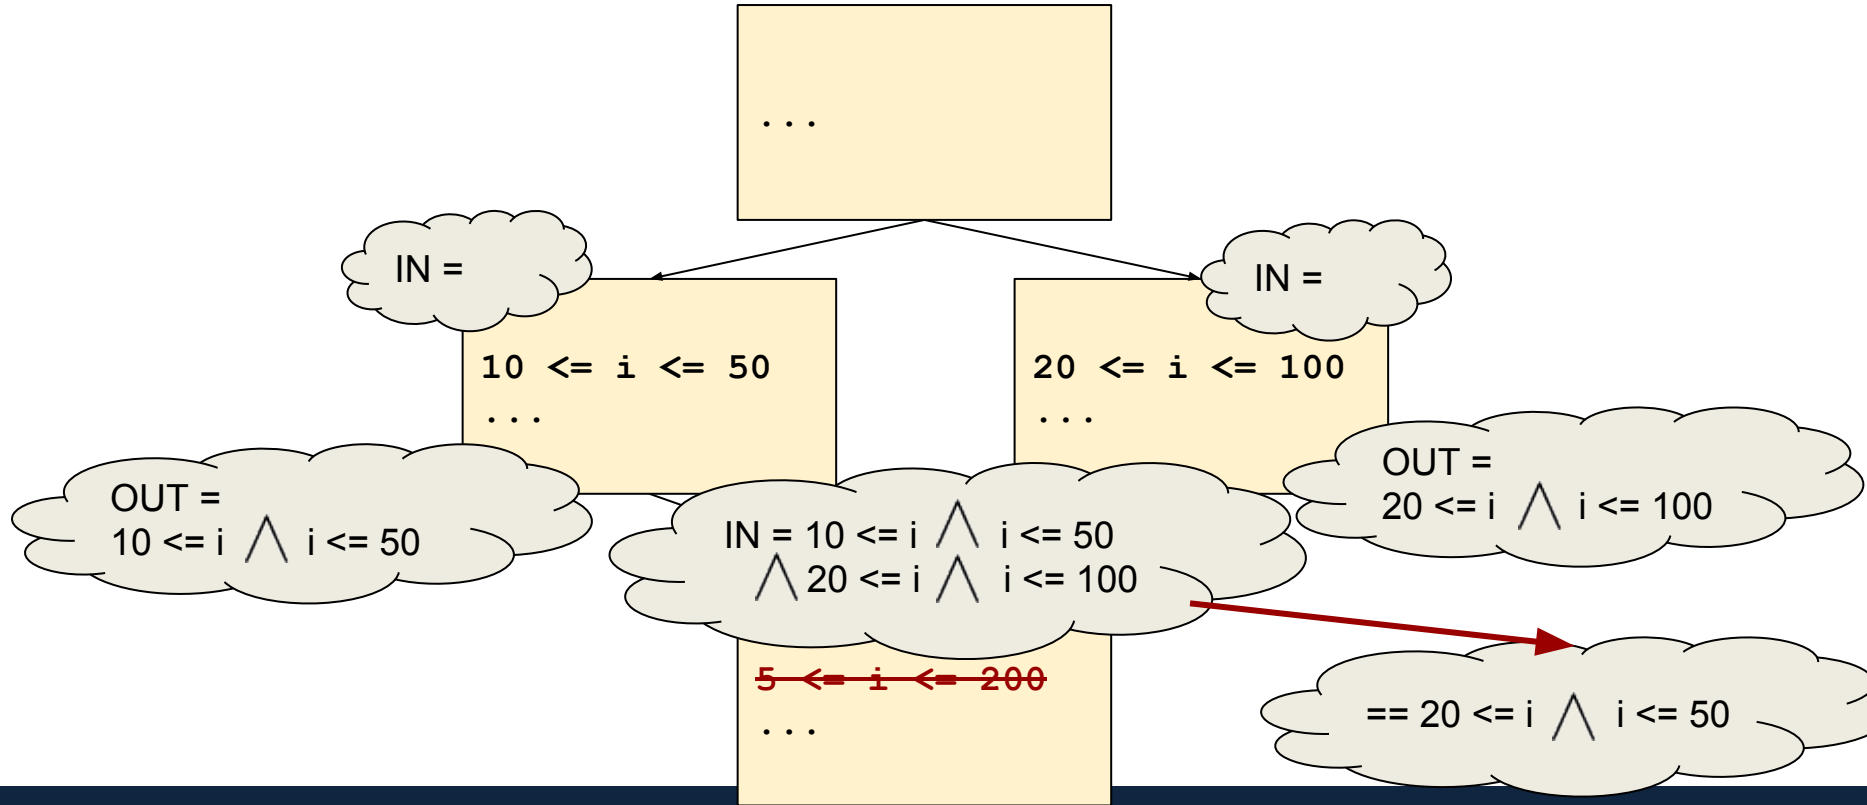 ...
IN =
IN =
10 <= i <= 50
...
20 <= i <= 100
...
OUT =
10 <= i ⋀ i <= 50
OUT =
20 <= i ⋀ i <= 100
IN = 10 <= i ⋀ i <= 50
⋀ 20 <= i ⋀ i <= 100
5 <= i <= 200
...
== 20 <= i ⋀ i <= 50